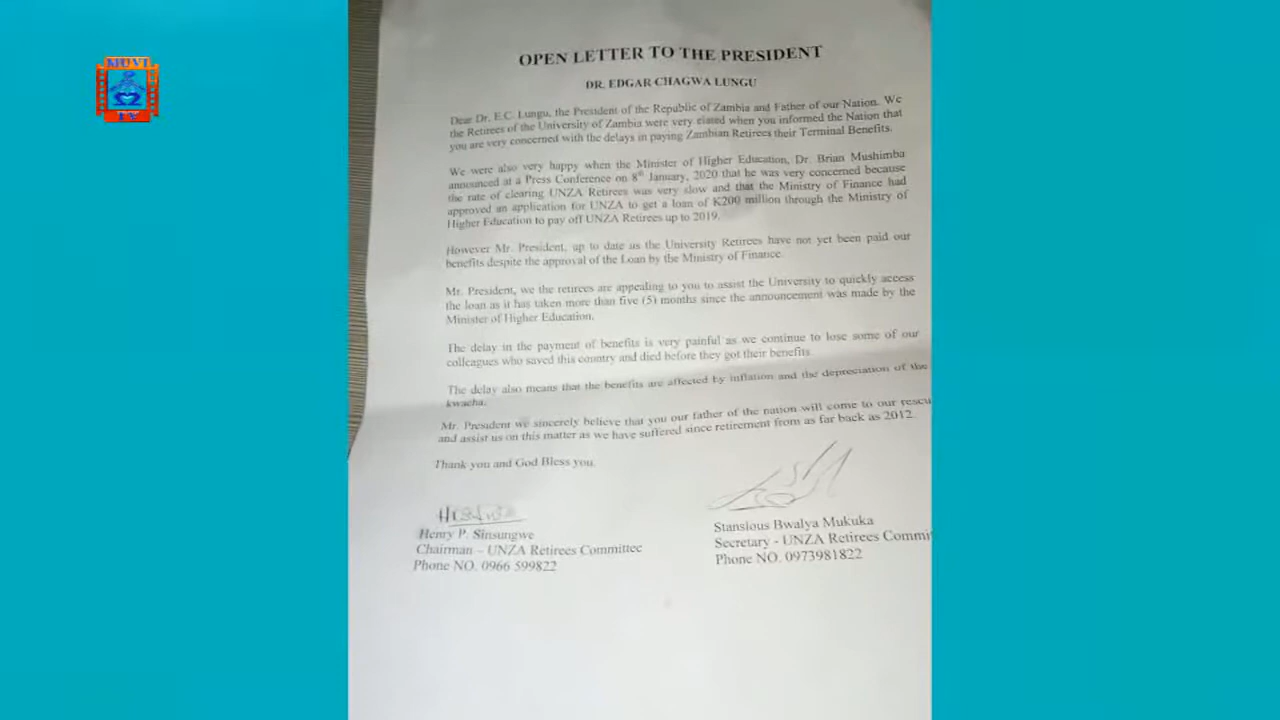 MUVI
TV
OPEN LETTER TO THE PRESIDENT
DR. EDGAR CHAGWA LUNGU
Dear Dr. E.C. Lungu, the President of the Republic of Zambia and Father of our Nation. We
the Retirees of the University of Zambia were very elated when you informed the Nation that
you are very concerned with the delays in paying Zambian Retirees their Terminal Benefits.
We were also very happy when the Minister of Higher Education, Dr. Brian Mushimba
announced at a Press Conference on 8th January, 2020 that he was very concerned because
the rate of clearing UNZA Retirees was very slow and that the Ministry of Finance had
approved an application for UNZA to get a loan of K200 million through the Ministry of
Higher Education to pay off UNZA Retirees up to 2019.
However Mr. President, up to date us the University Retirees have not yet been paid our
benefits despite the approval of the Loan by the Ministry of Finance.
Mr. President, we the retirees are appealing to you to assist the University to quickly access
the loan as it has taken more than five (5) months since the announcement was made by the
Minister of Higher Education.
The delay in the payment of benefits is very painful as we continue to lose some of our
colleagues who saved this country and died before they got their benefits.
The delay also means that the benefits are affected by inflation and the depreciation of the
kwacha.
Mr. President we sincerely believe that you our father of the nation will come to our rescu
and assist us on this matter as we have suffered since retirement from as far back as 2012.
Thank you and God Bless you.
Henry P. Sinsungwe
Chairman – UNZA Retirees Committee
Phone NO. 0966 599822
Stansious Bwalya Mukuka
Secretary - UNZA Retirees Commi
Phone NO. 0973981822